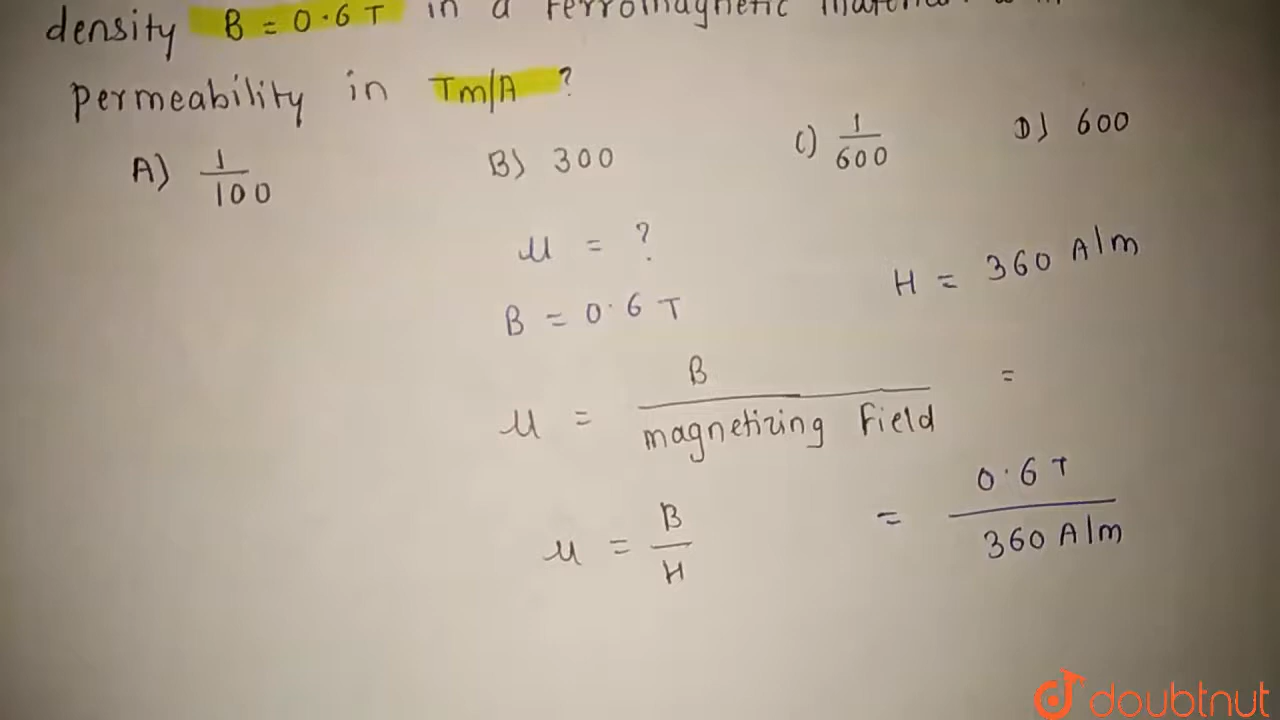 density B = 0.6 T in a Ferromagnetic
permeability in Tm/A ?
A) 1/100 B) 300 C) 1/600 D) 600
μ = ?
B = 0.6 T H = 360 A/m
μ = B/magnetizing Field =
μ = B/H = 0.6 T/360 A/m
doubtnut